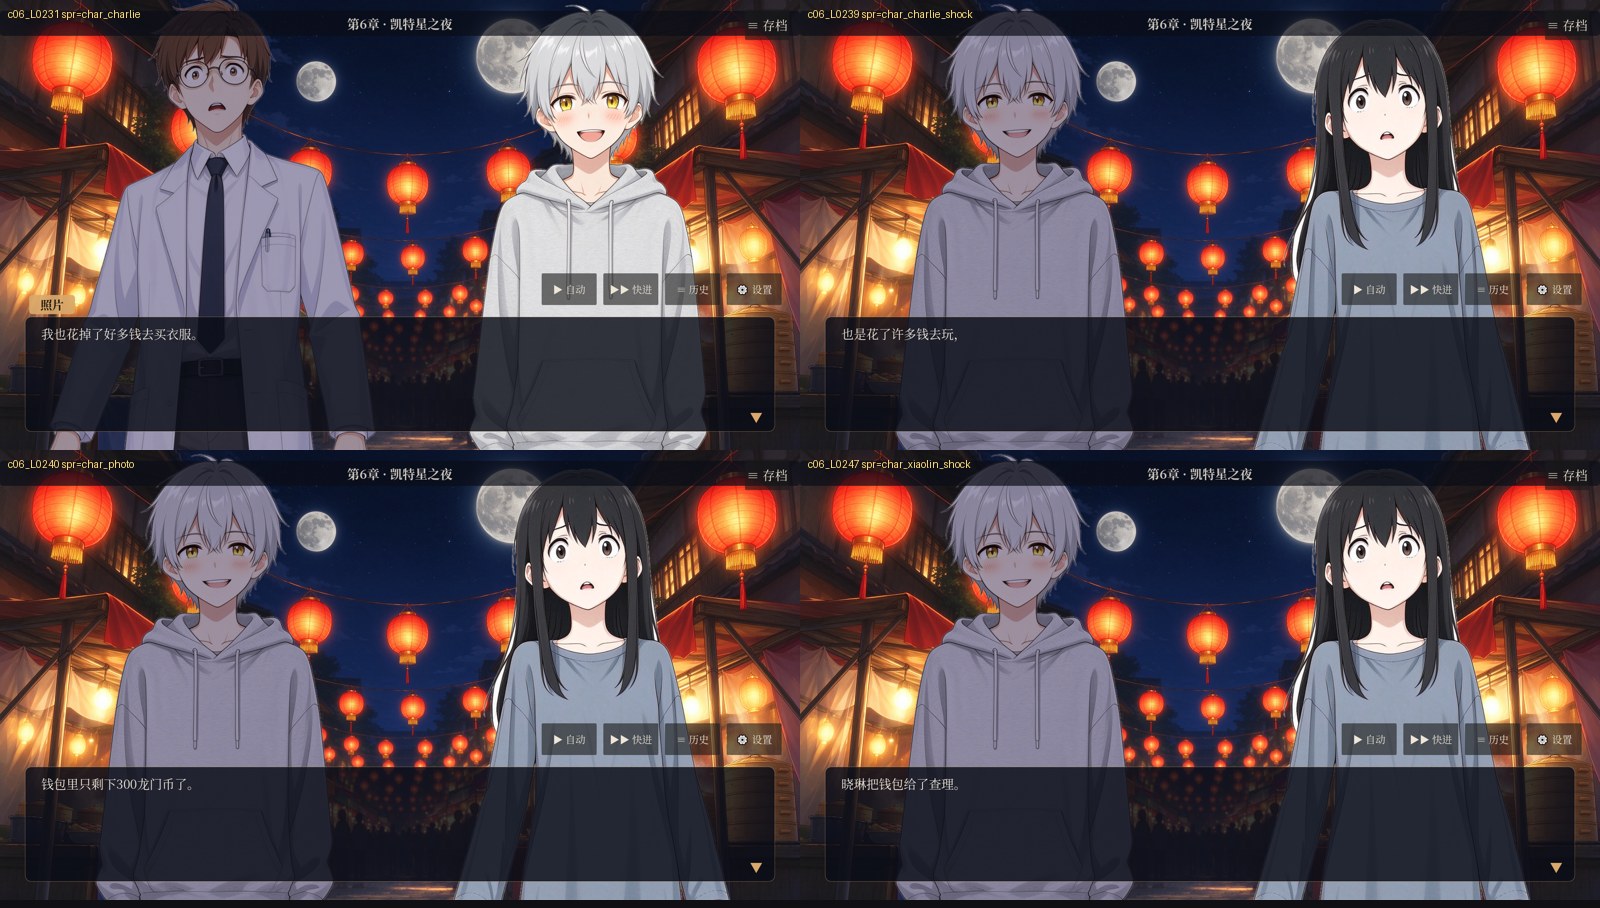 c06_L0231 spr=char_charlie
第6章 · 凯特星之夜
≡ 存档
▶ 自动
▶▶ 快进
≡ 历史
设置
照片
我也花掉了好多钱去买衣服。
c06_L0239 spr=char_charlie_shock
第6章 · 凯特星之夜
≡ 存档
▶ 自动
▶▶ 快进
≡ 历史
设置
也是花了许多钱去玩,
c06_L0240 spr=char_photo
第6章 · 凯特星之夜
≡ 存档
▶ 自动
▶▶ 快进
≡ 历史
设置
钱包里只剩下300龙门币了。
c06_L0247 spr=char_xiaolin_shock
第6章 · 凯特星之夜
≡ 存档
▶ 自动
▶▶ 快进
≡ 历史
设置
晓琳把钱包给了查理。